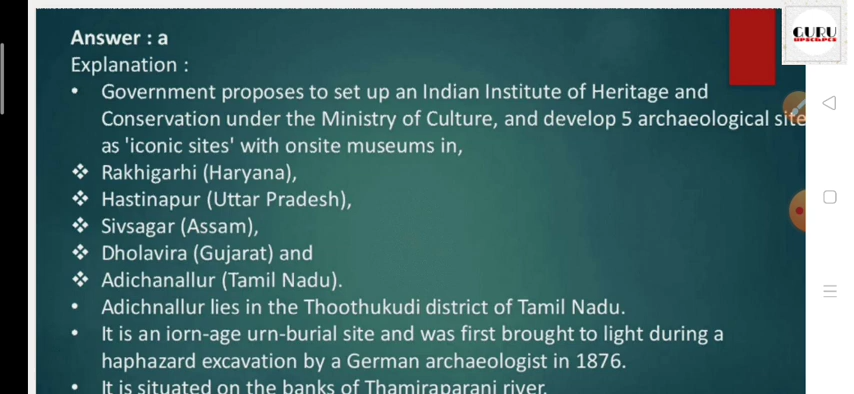 GURU
UPSC&PCS
Answer : a
Explanation :
• Government proposes to set up an Indian Institute of Heritage and
Conservation under the Ministry of Culture, and develop 5 archaeological site
as 'iconic sites' with onsite museums in,
❖ Rakhigarhi (Haryana),
❖ Hastinapur (Uttar Pradesh),
❖ Sivsagar (Assam),
❖ Dholavira (Gujarat) and
❖ Adichanallur (Tamil Nadu).
• Adichnallur lies in the Thoothukudi district of Tamil Nadu.
• It is an iorn-age urn-burial site and was first brought to light during a
haphazard excavation by a German archaeologist in 1876.
• It is situated on the banks of Thamiraparani river.